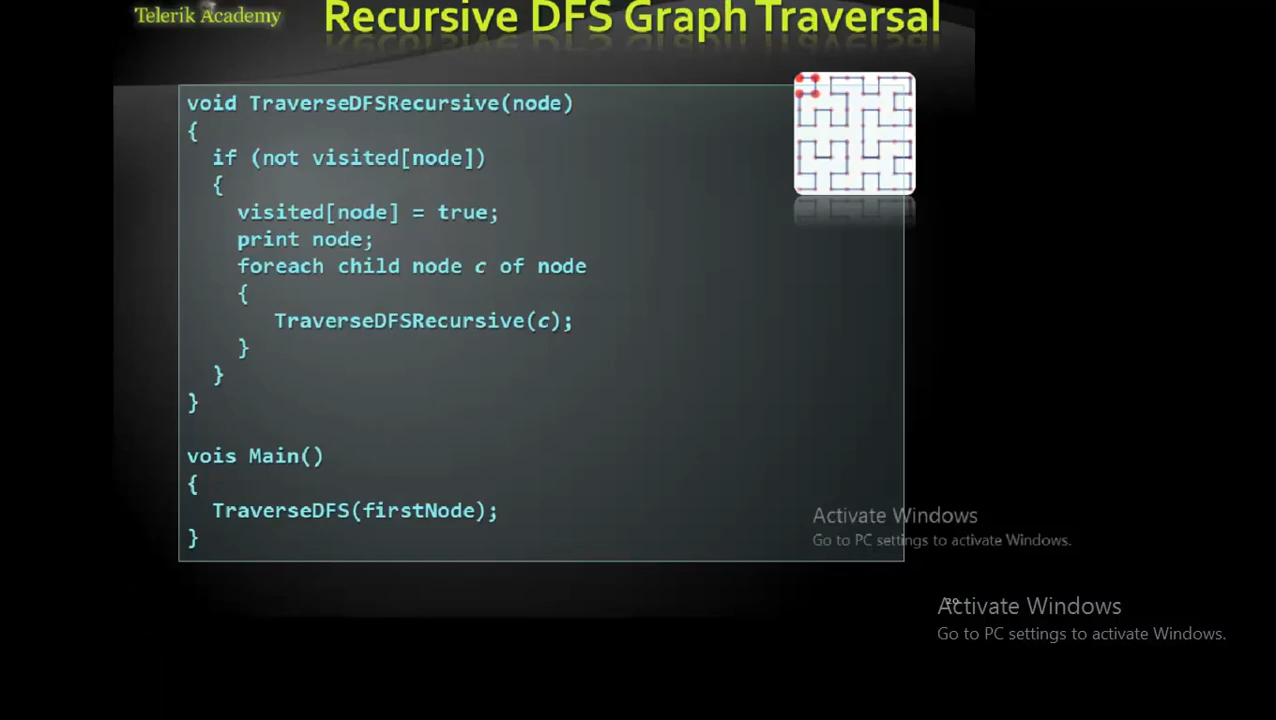 Telerik Academy
Recursive DFS Graph Traversal
void TraverseDFSRecursive(node)
{
if (not visited[node])
{
visited[node] = true;
print node;
foreach child node c of node
{
TraverseDFSRecursive(c);
}
}
}
vois Main()
{
TraverseDFS(firstNode);
}
Activate Windows
Go to PC settings to activate Windows.
29
Activate Windows
Go to PC settings to activate Windows.